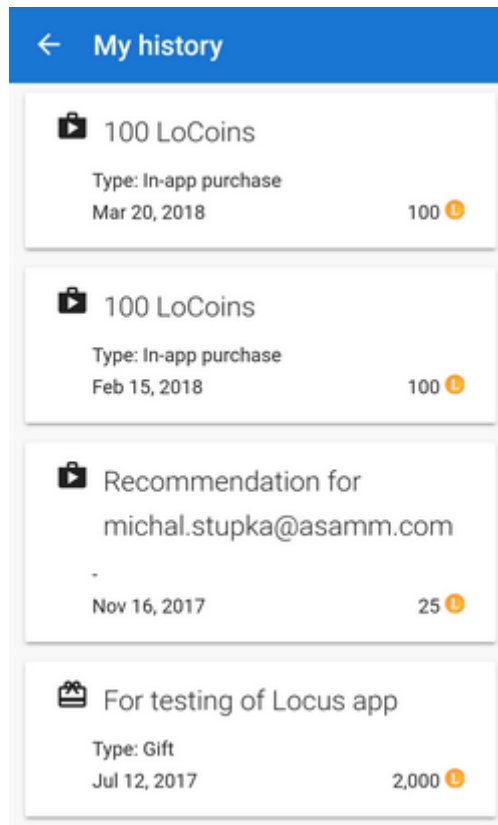 My history
100 LoCoins
Type: In-app purchase
Mar 20, 2018 100 L
100 LoCoins
Type: In-app purchase
Feb 15, 2018 100 L
Recommendation for
michal.stupka@asamm.com
-
Nov 16, 2017 25 L
For testing of Locus app
Type: Gift
Jul 12, 2017 2,000 L